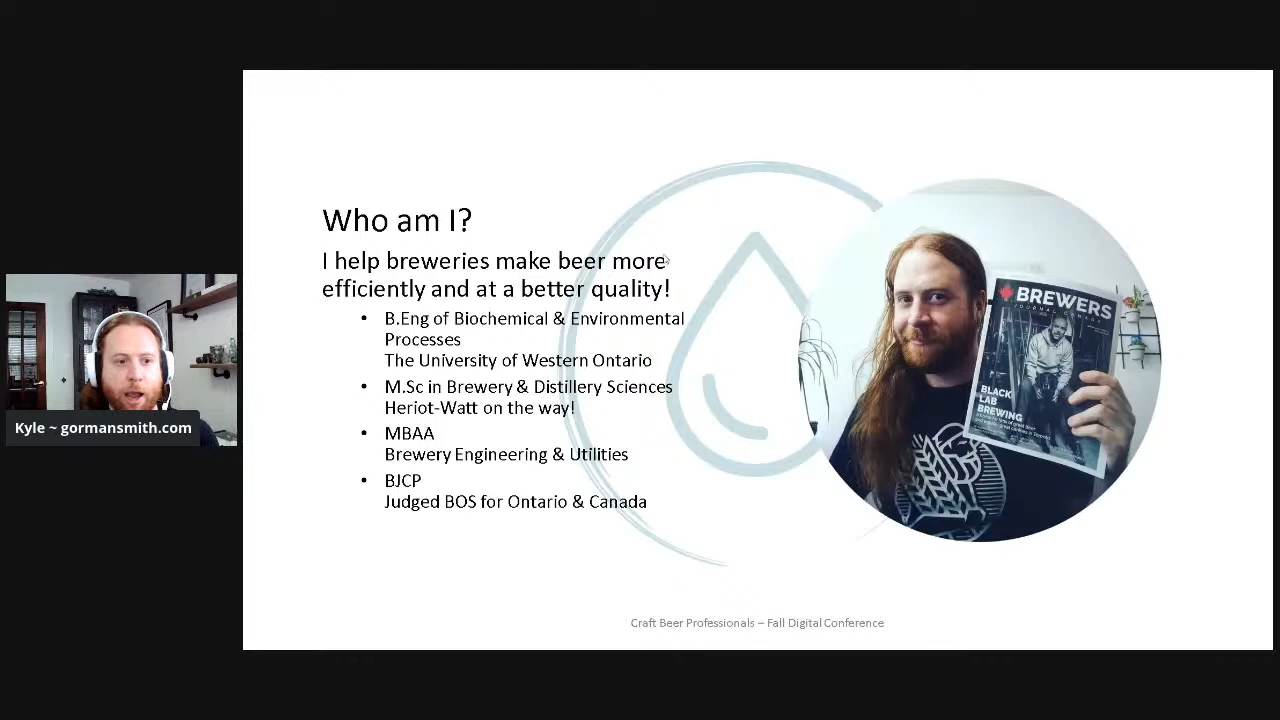 Who am I?
I help breweries make beer more
efficiently and at a better quality!
• B.Eng of Biochemical & Environmental
Processes
The University of Western Ontario
• M.Sc in Brewery & Distillery Sciences
Heriot-Watt on the way!
• MBAA
Brewery Engineering & Utilities
• BJCP
Judged BOS for Ontario & Canada
BREWERS
JOURNAL CANADA
BLACK
LAB
BREWING
Kyle ~ gormansmith.com
Craft Beer Professionals – Fall Digital Conference